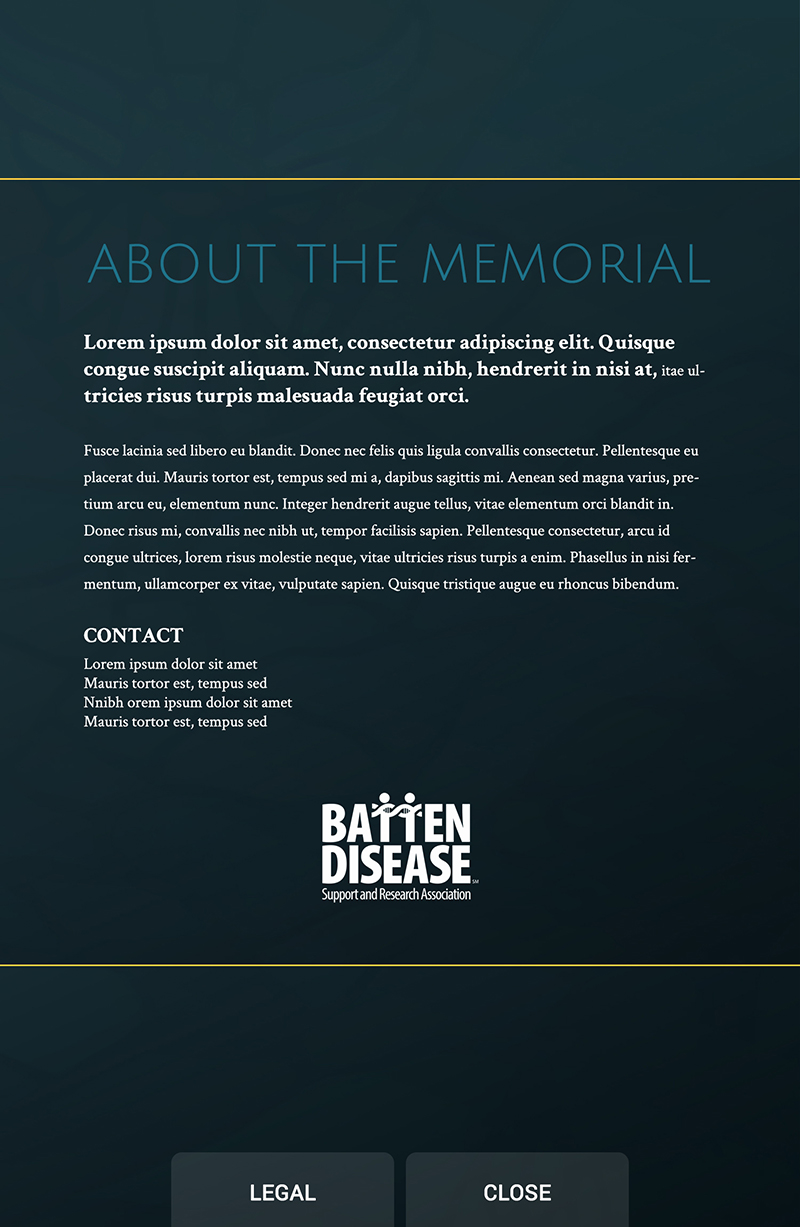 ABOUT THE MEMORIAL
Lorem ipsum dolor sit amet, consectetur adipiscing elit. Quisque
congue suscipit aliquam. Nunc nulla nibh, hendrerit in nisi at, itae ul-
tricies risus turpis malesuada feugiat orci.
Fusce lacinia sed libero eu blandit. Donec nec felis quis ligula convallis consectetur. Pellentesque eu
placerat dui. Mauris tortor est, tempus sed mi a, dapibus sagittis mi. Aenean sed magna varius, pre-
tium arcu eu, elementum nunc. Integer hendrerit augue tellus, vitae elementum orci blandit in.
Donec risus mi, convallis nec nibh ut, tempor facilisis sapien. Pellentesque consectetur, arcu id
congue ultrices, lorem risus molestie neque, vitae ultricies risus turpis a enim. Phasellus in nisi fer-
mentum, ullamcorper ex vitae, vulputate sapien. Quisque tristique augue eu rhoncus bibendum.
CONTACT
Lorem ipsum dolor sit amet
Mauris tortor est, tempus sed
Nnibh orem ipsum dolor sit amet
Mauris tortor est, tempus sed
BATTEN
DISEASE SM
Support and Research Association
LEGAL
CLOSE